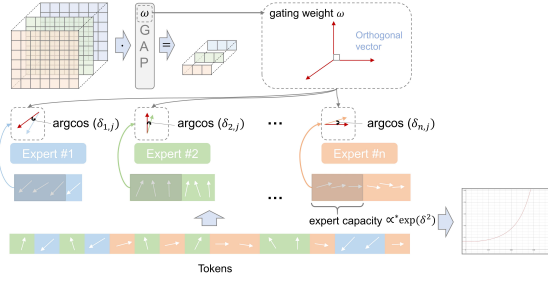 ω
G
A
P
·
=
gating weight ω
Orthogonal
vector
argcos (δ1,j)
argcos (δ2,j)
...
argcos (δn,j)
Expert #1
Expert #2
Expert #n
...
expert capacity ∝*exp(δ²)
Tokens